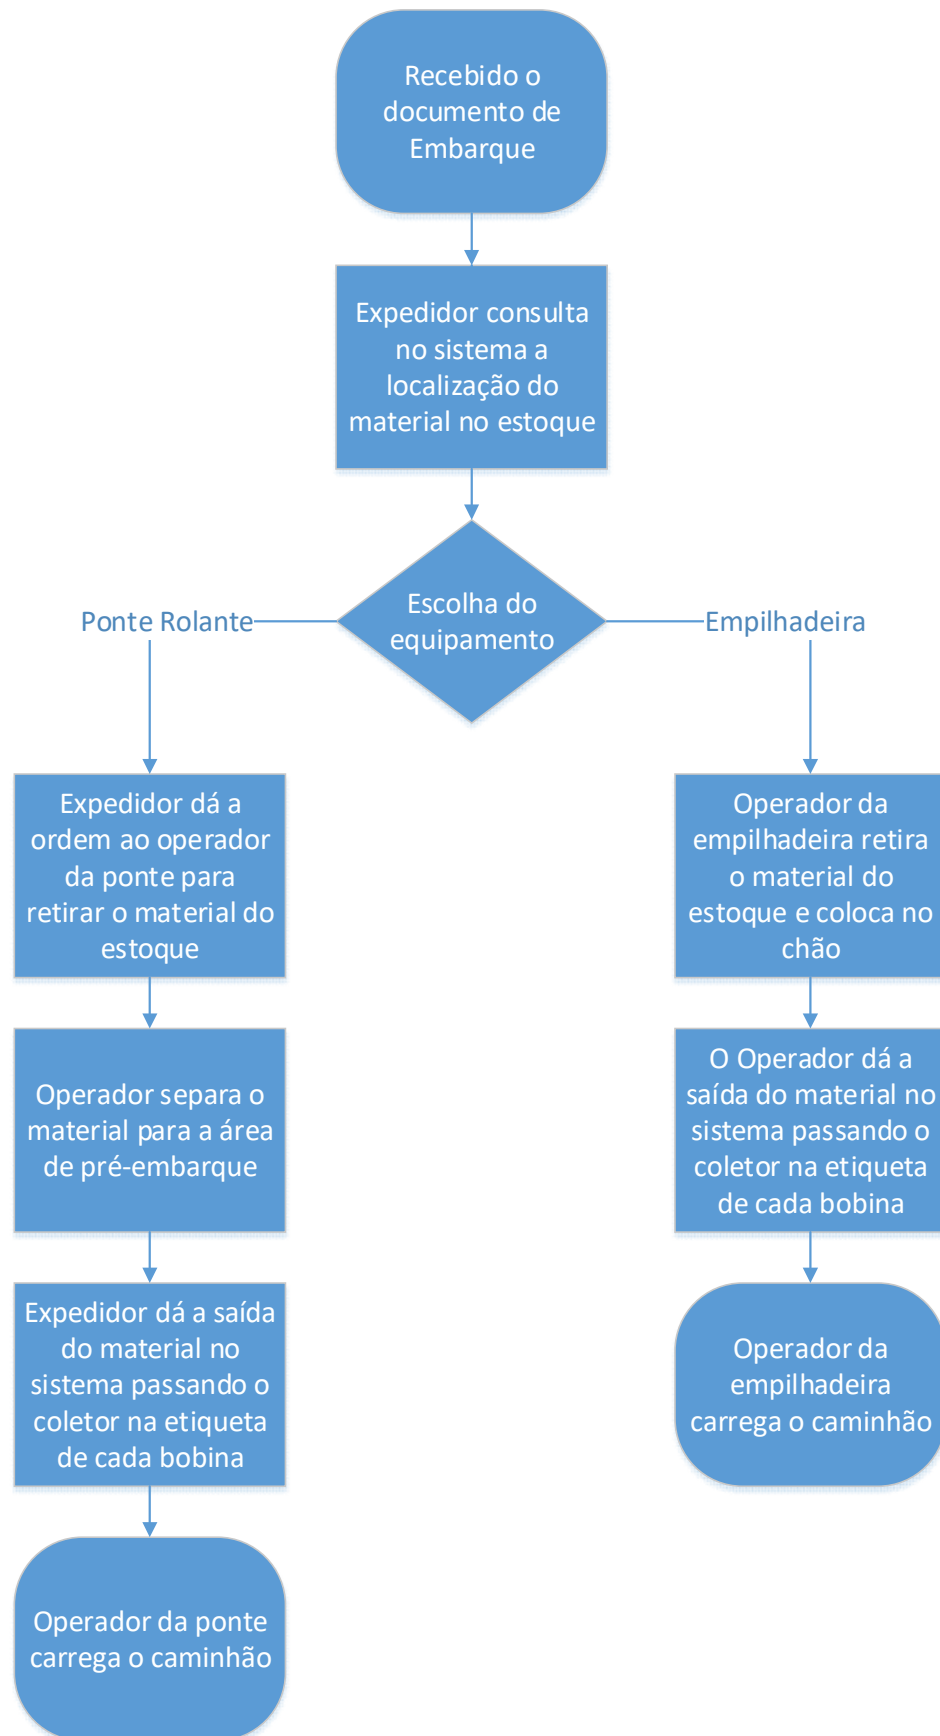 Recebido o
documento de
Embarque
Expedidor consulta
no sistema a
localização do
material no estoque
Escolha do
equipamento
Ponte Rolante
Empilhadeira
Expedidor dá a
ordem ao operador
da ponte para
retirar o material do
estoque
Operador separa o
material para a área
de pré-embarque
Expedidor dá a saída
do material no
sistema passando o
coletor na etiqueta
de cada bobina
Operador da ponte
carrega o caminhão
Operador da
empilhadeira retira
o material do
estoque e coloca no
chão
O Operador dá a
saída do material no
sistema passando o
coletor na etiqueta
de cada bobina
Operador da
empilhadeira
carrega o caminhão